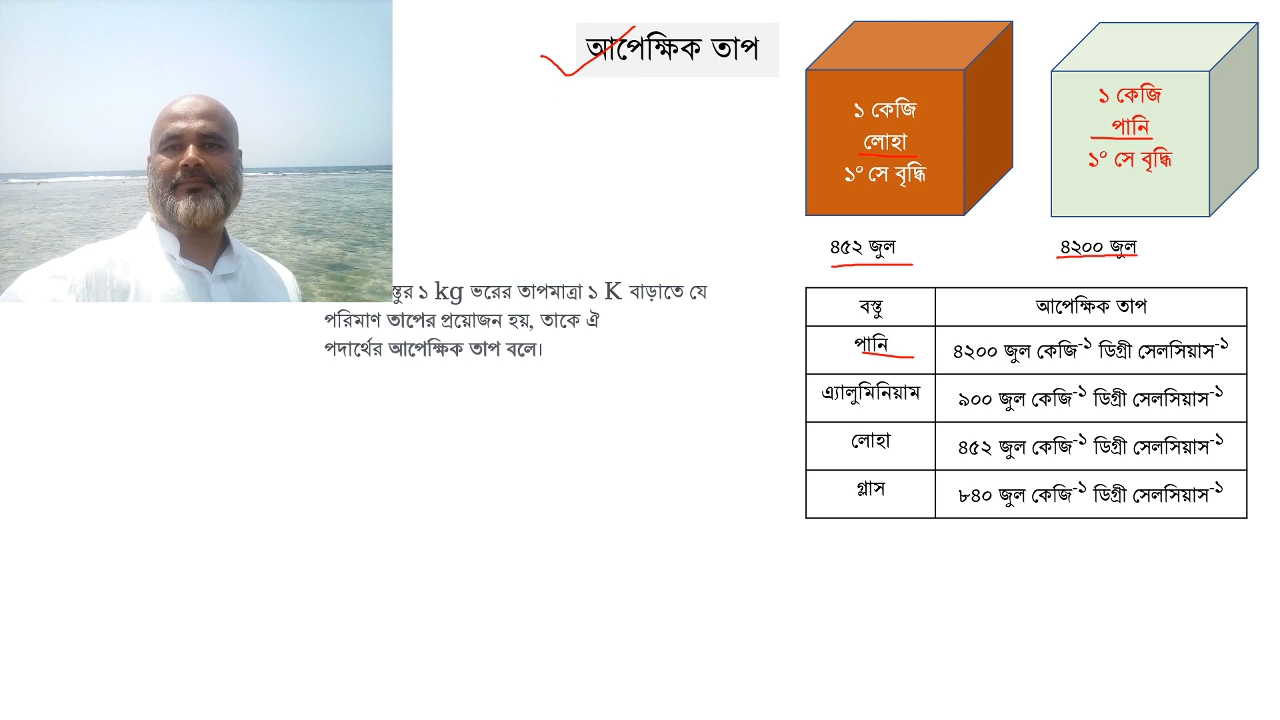 আপেক্ষিক তাপ
১ কেজি
লোহা
১° সে বৃদ্ধি
৪৫২ জুল
১ কেজি
পানি
১° সে বৃদ্ধি
৪২০০ জুল
১ kg ভরের তাপমাত্রা ১ K বাড়াতে যে
পরিমাণ তাপের প্রয়োজন হয়, তাকে ঐ
পদার্থের আপেক্ষিক তাপ বলে।
বস্তু আপেক্ষিক তাপ
পানি ৪২০০ জুল কেজি⁻১ ডিগ্রী সেলসিয়াস⁻১
এ্যালুমিনিয়াম ৯০০ জুল কেজি⁻১ ডিগ্রী সেলসিয়াস⁻১
লোহা ৪৫২ জুল কেজি⁻১ ডিগ্রী সেলসিয়াস⁻১
গ্লাস ৮৪০ জুল কেজি⁻১ ডিগ্রী সেলসিয়াস⁻১